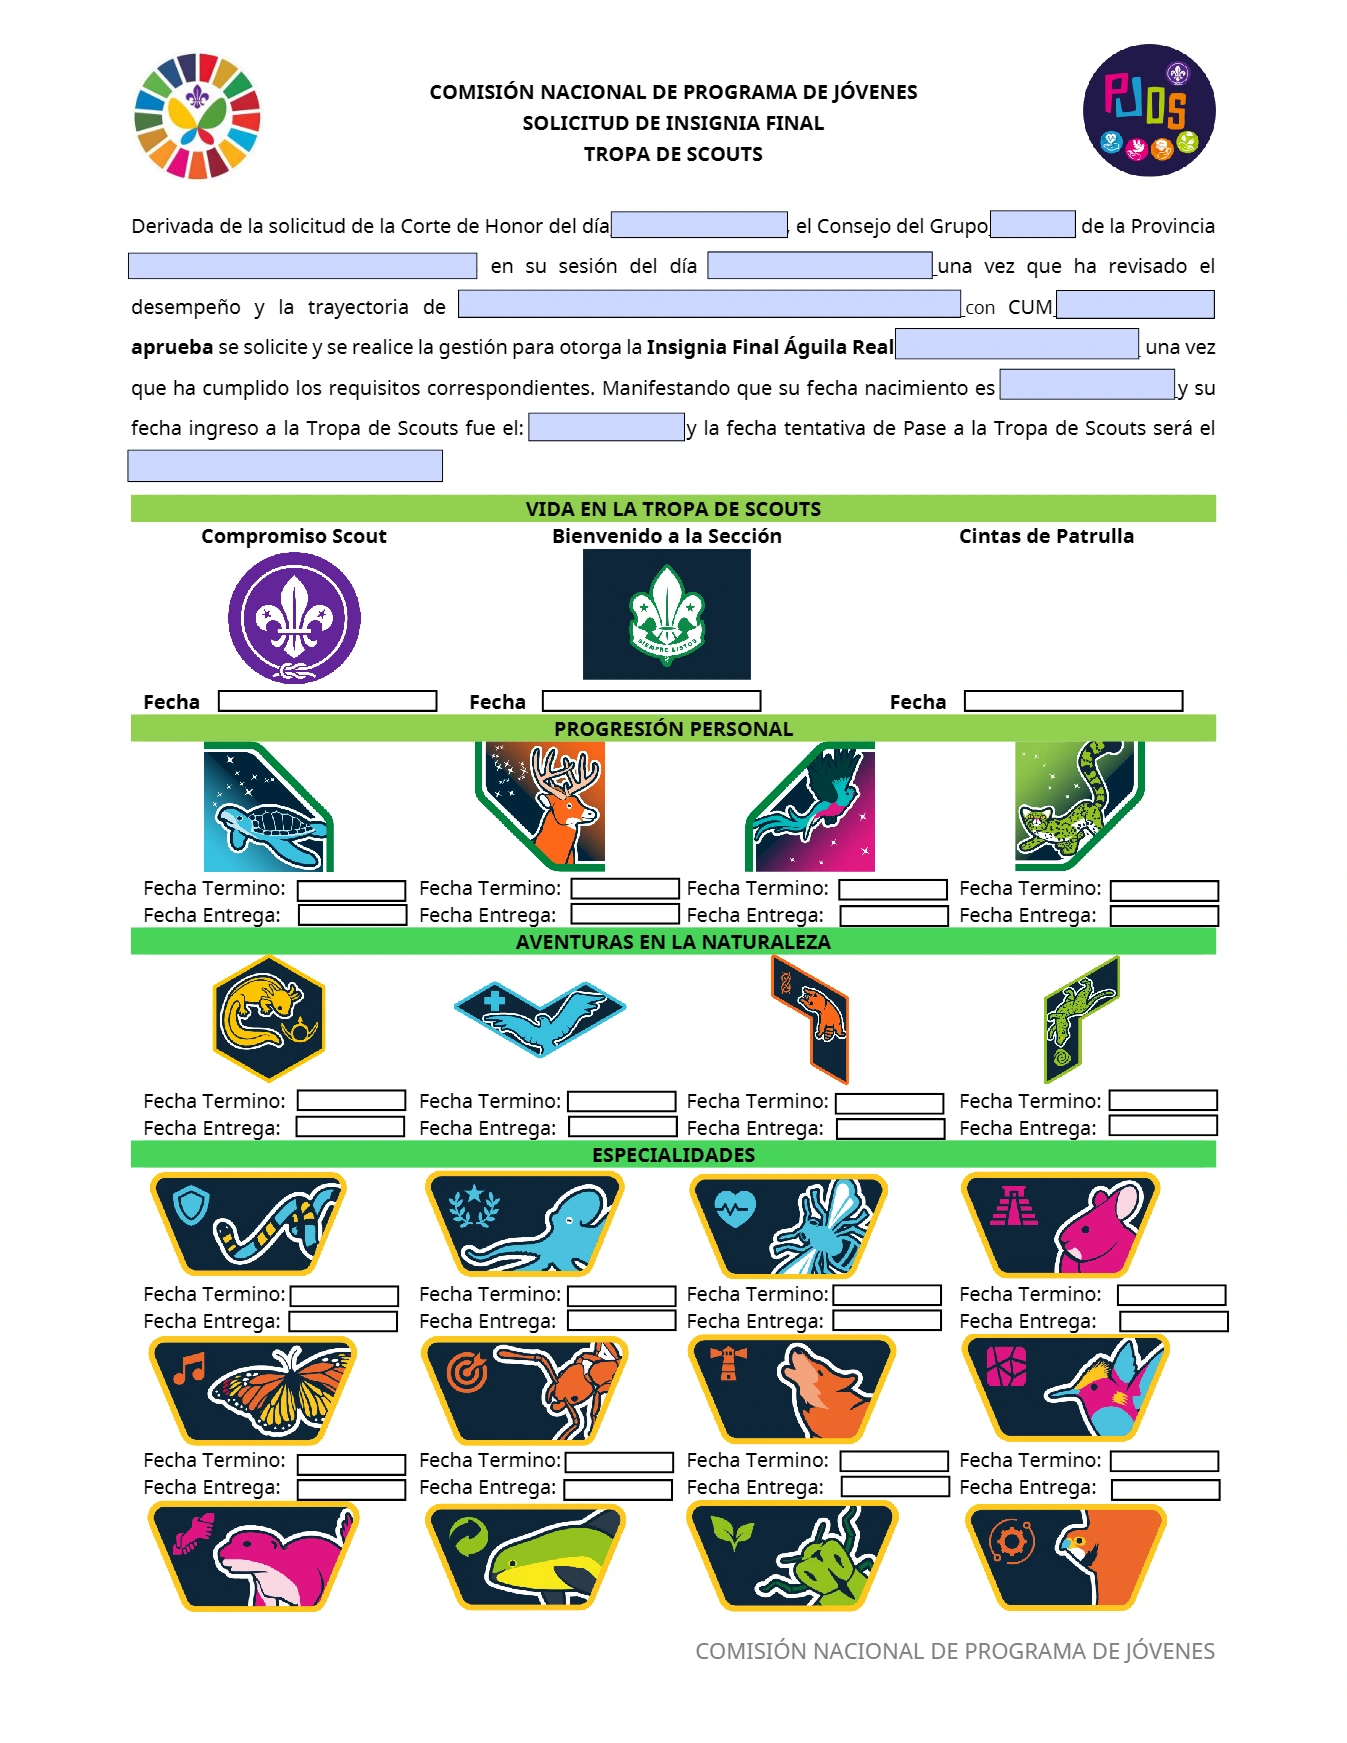 COMISIÓN NACIONAL DE PROGRAMA DE JÓVENES
SOLICITUD DE INSIGNIA FINAL
TROPA DE SCOUTS
PJOS
Derivada de la solicitud de la Corte de Honor del día , el Consejo del Grupo de la Provincia
en su sesión del día una vez que ha revisado el
desempeño y la trayectoria de con CUM
aprueba se solicite y se realice la gestión para otorga la Insignia Final Águila Real una vez
que ha cumplido los requisitos correspondientes. Manifestando que su fecha nacimiento es y su
fecha ingreso a la Tropa de Scouts fue el: y la fecha tentativa de Pase a la Tropa de Scouts será el
VIDA EN LA TROPA DE SCOUTS
Compromiso Scout Bienvenido a la Sección Cintas de Patrulla
SIEMPRE LISTOS
Fecha Fecha Fecha
PROGRESIÓN PERSONAL
Fecha Termino: Fecha Termino: Fecha Termino: Fecha Termino:
Fecha Entrega: Fecha Entrega: Fecha Entrega: Fecha Entrega:
AVENTURAS EN LA NATURALEZA
Fecha Termino: Fecha Termino: Fecha Termino: Fecha Termino:
Fecha Entrega: Fecha Entrega: Fecha Entrega: Fecha Entrega:
ESPECIALIDADES
Fecha Termino: Fecha Termino: Fecha Termino: Fecha Termino:
Fecha Entrega: Fecha Entrega: Fecha Entrega: Fecha Entrega:
Fecha Termino: Fecha Termino: Fecha Termino: Fecha Termino:
Fecha Entrega: Fecha Entrega: Fecha Entrega: Fecha Entrega:
COMISIÓN NACIONAL DE PROGRAMA DE JÓVENES